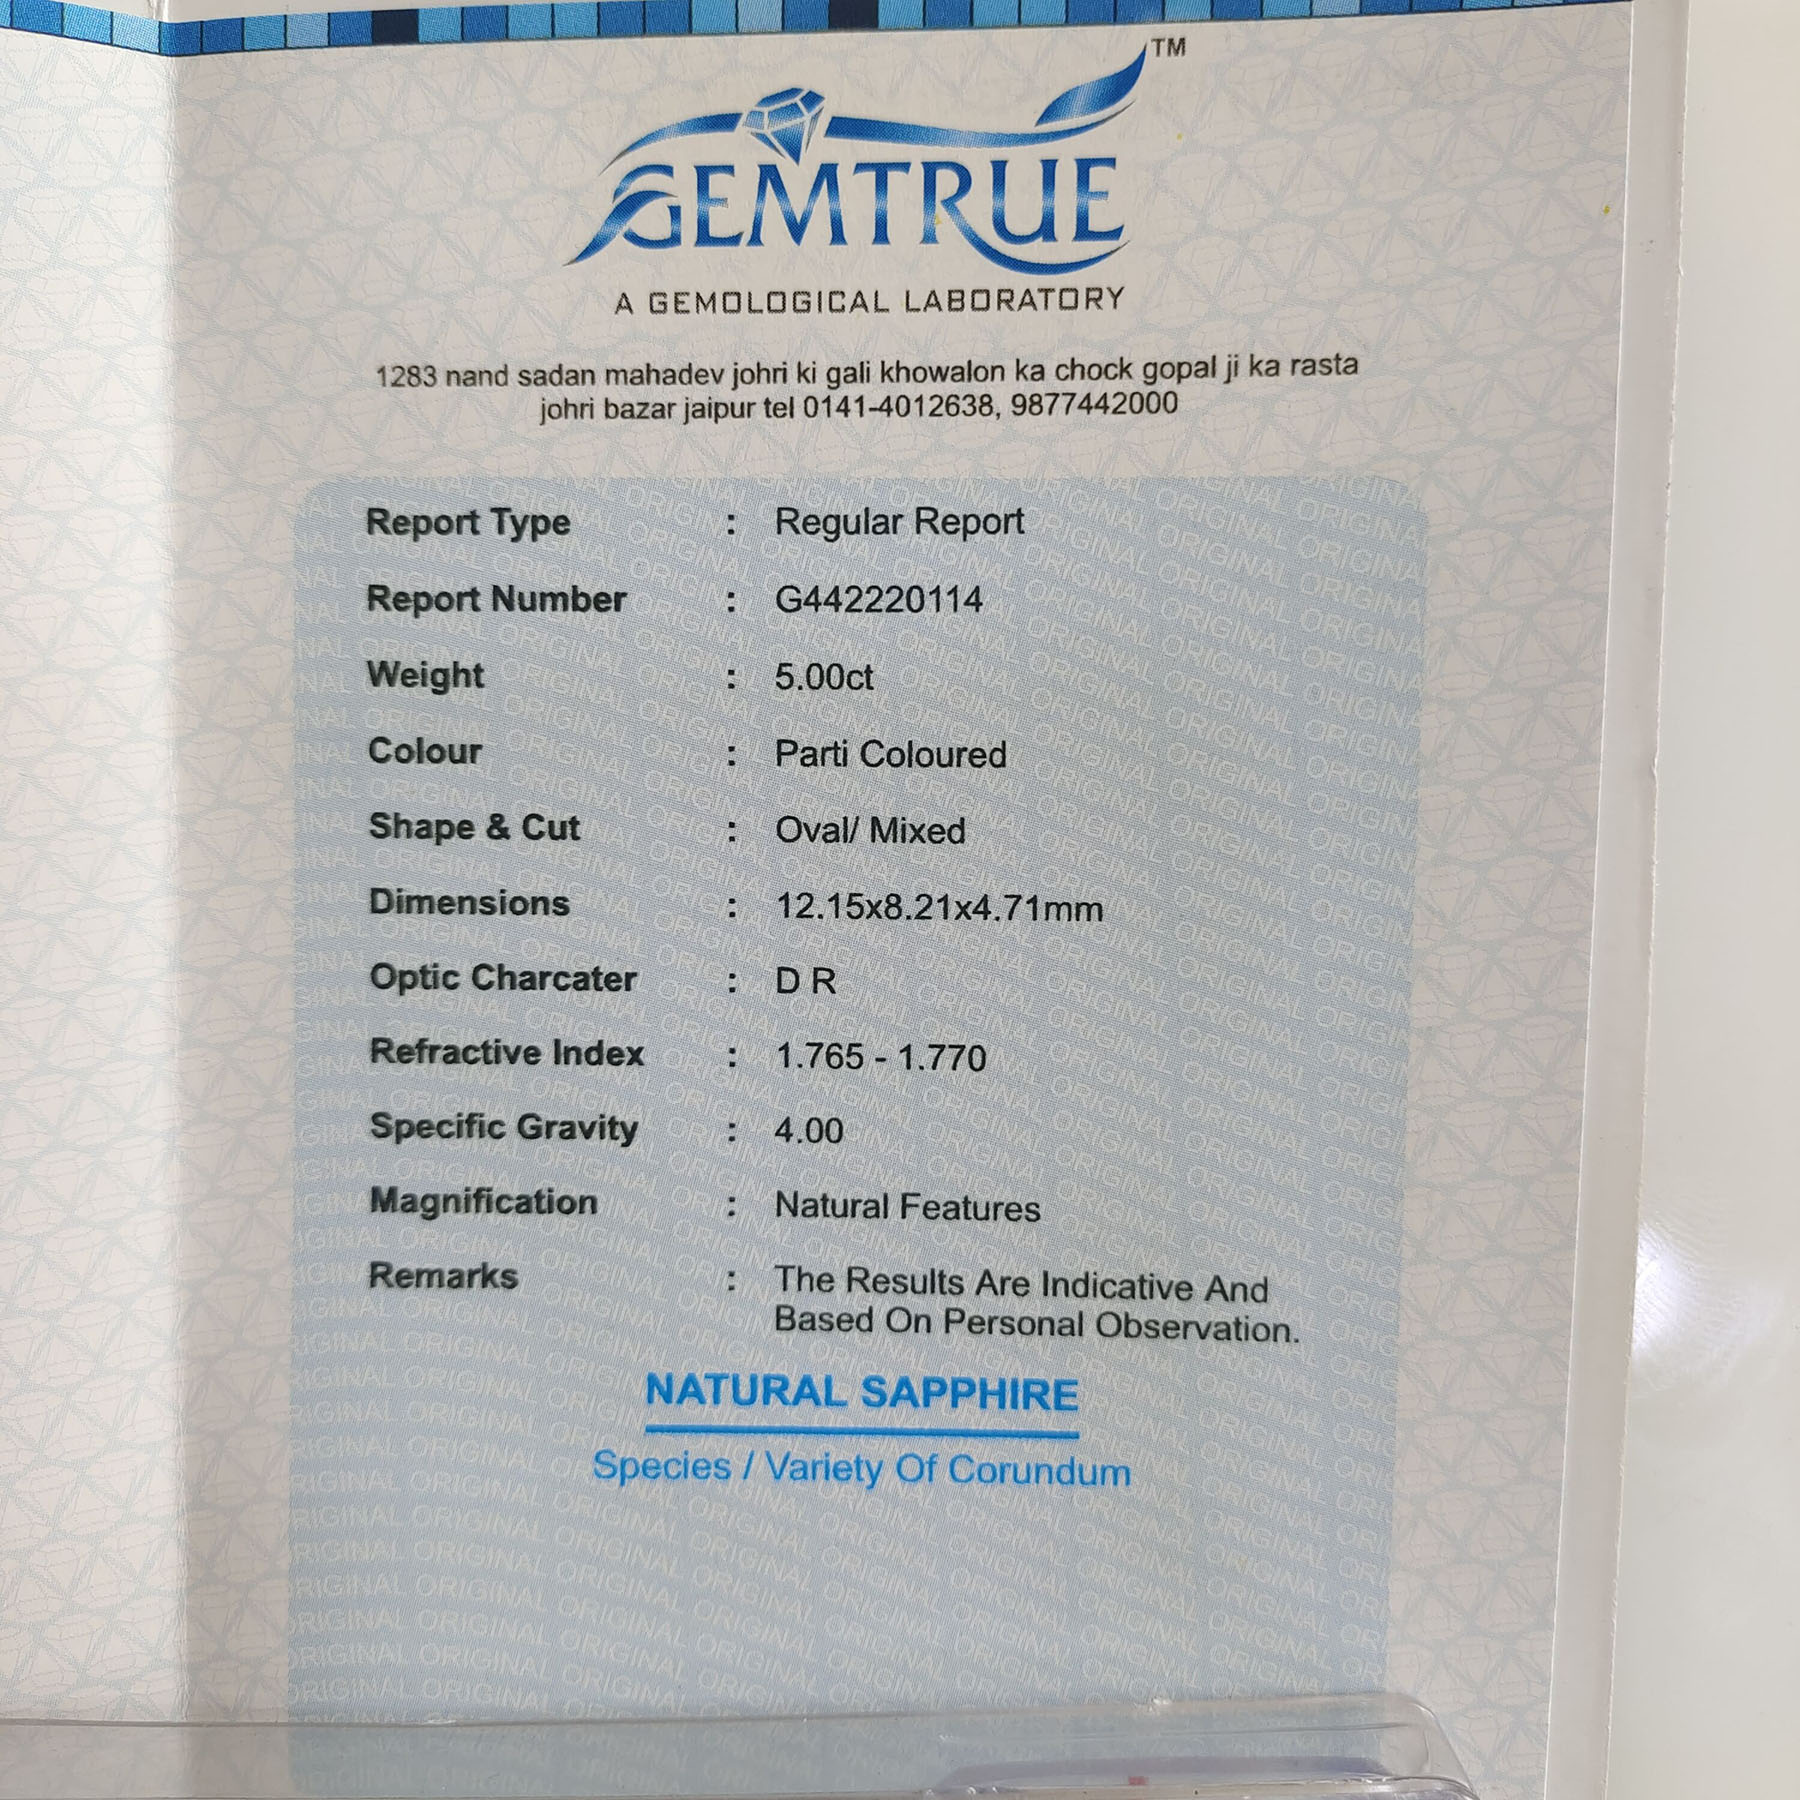 TM
GEMTRUE
A GEMOLOGICAL LABORATORY
1283 nand sadan mahadev johri ki gali khowalon ka chock gopal ji ka rasta
johri bazar jaipur tel 0141-4012638, 9877442000
Report Type : Regular Report
Report Number : G442220114
Weight : 5.00ct
Colour : Parti Coloured
Shape & Cut : Oval/ Mixed
Dimensions : 12.15x8.21x4.71mm
Optic Charcater : D R
Refractive Index : 1.765 - 1.770
Specific Gravity : 4.00
Magnification : Natural Features
Remarks : The Results Are Indicative And
Based On Personal Observation.
NATURAL SAPPHIRE
Species / Variety Of Corundum